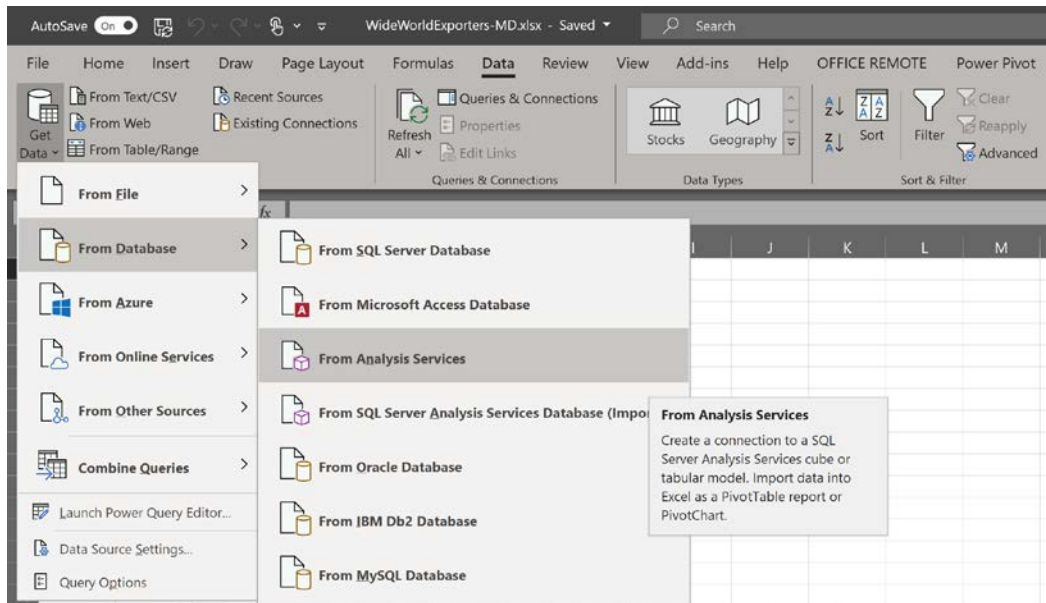 AutoSave On WideWorldExporters-MD.xlsx - Saved Search
File Home Insert Draw Page Layout Formulas Data Review View Add-ins Help OFFICE REMOTE Power Pivot
Get Data
From Text/CSV
From Web
From Table/Range
Recent Sources
Existing Connections
Refresh All
Queries & Connections
Properties
Edit Links
Queries & Connections
Stocks Geography
Data Types
Sort
Filter
Clear
Reapply
Advanced
Sort & Filter
fx
I J K L M
From File
From Database
From Azure
From Online Services
From Other Sources
Combine Queries
Launch Power Query Editor...
Data Source Settings...
Query Options
From SQL Server Database
From Microsoft Access Database
From Analysis Services
From SQL Server Analysis Services Database (Impo
From Oracle Database
From IBM Db2 Database
From MySQL Database
From Analysis Services
Create a connection to a SQL
Server Analysis Services cube or
tabular model. Import data into
Excel as a PivotTable report or
PivotChart.